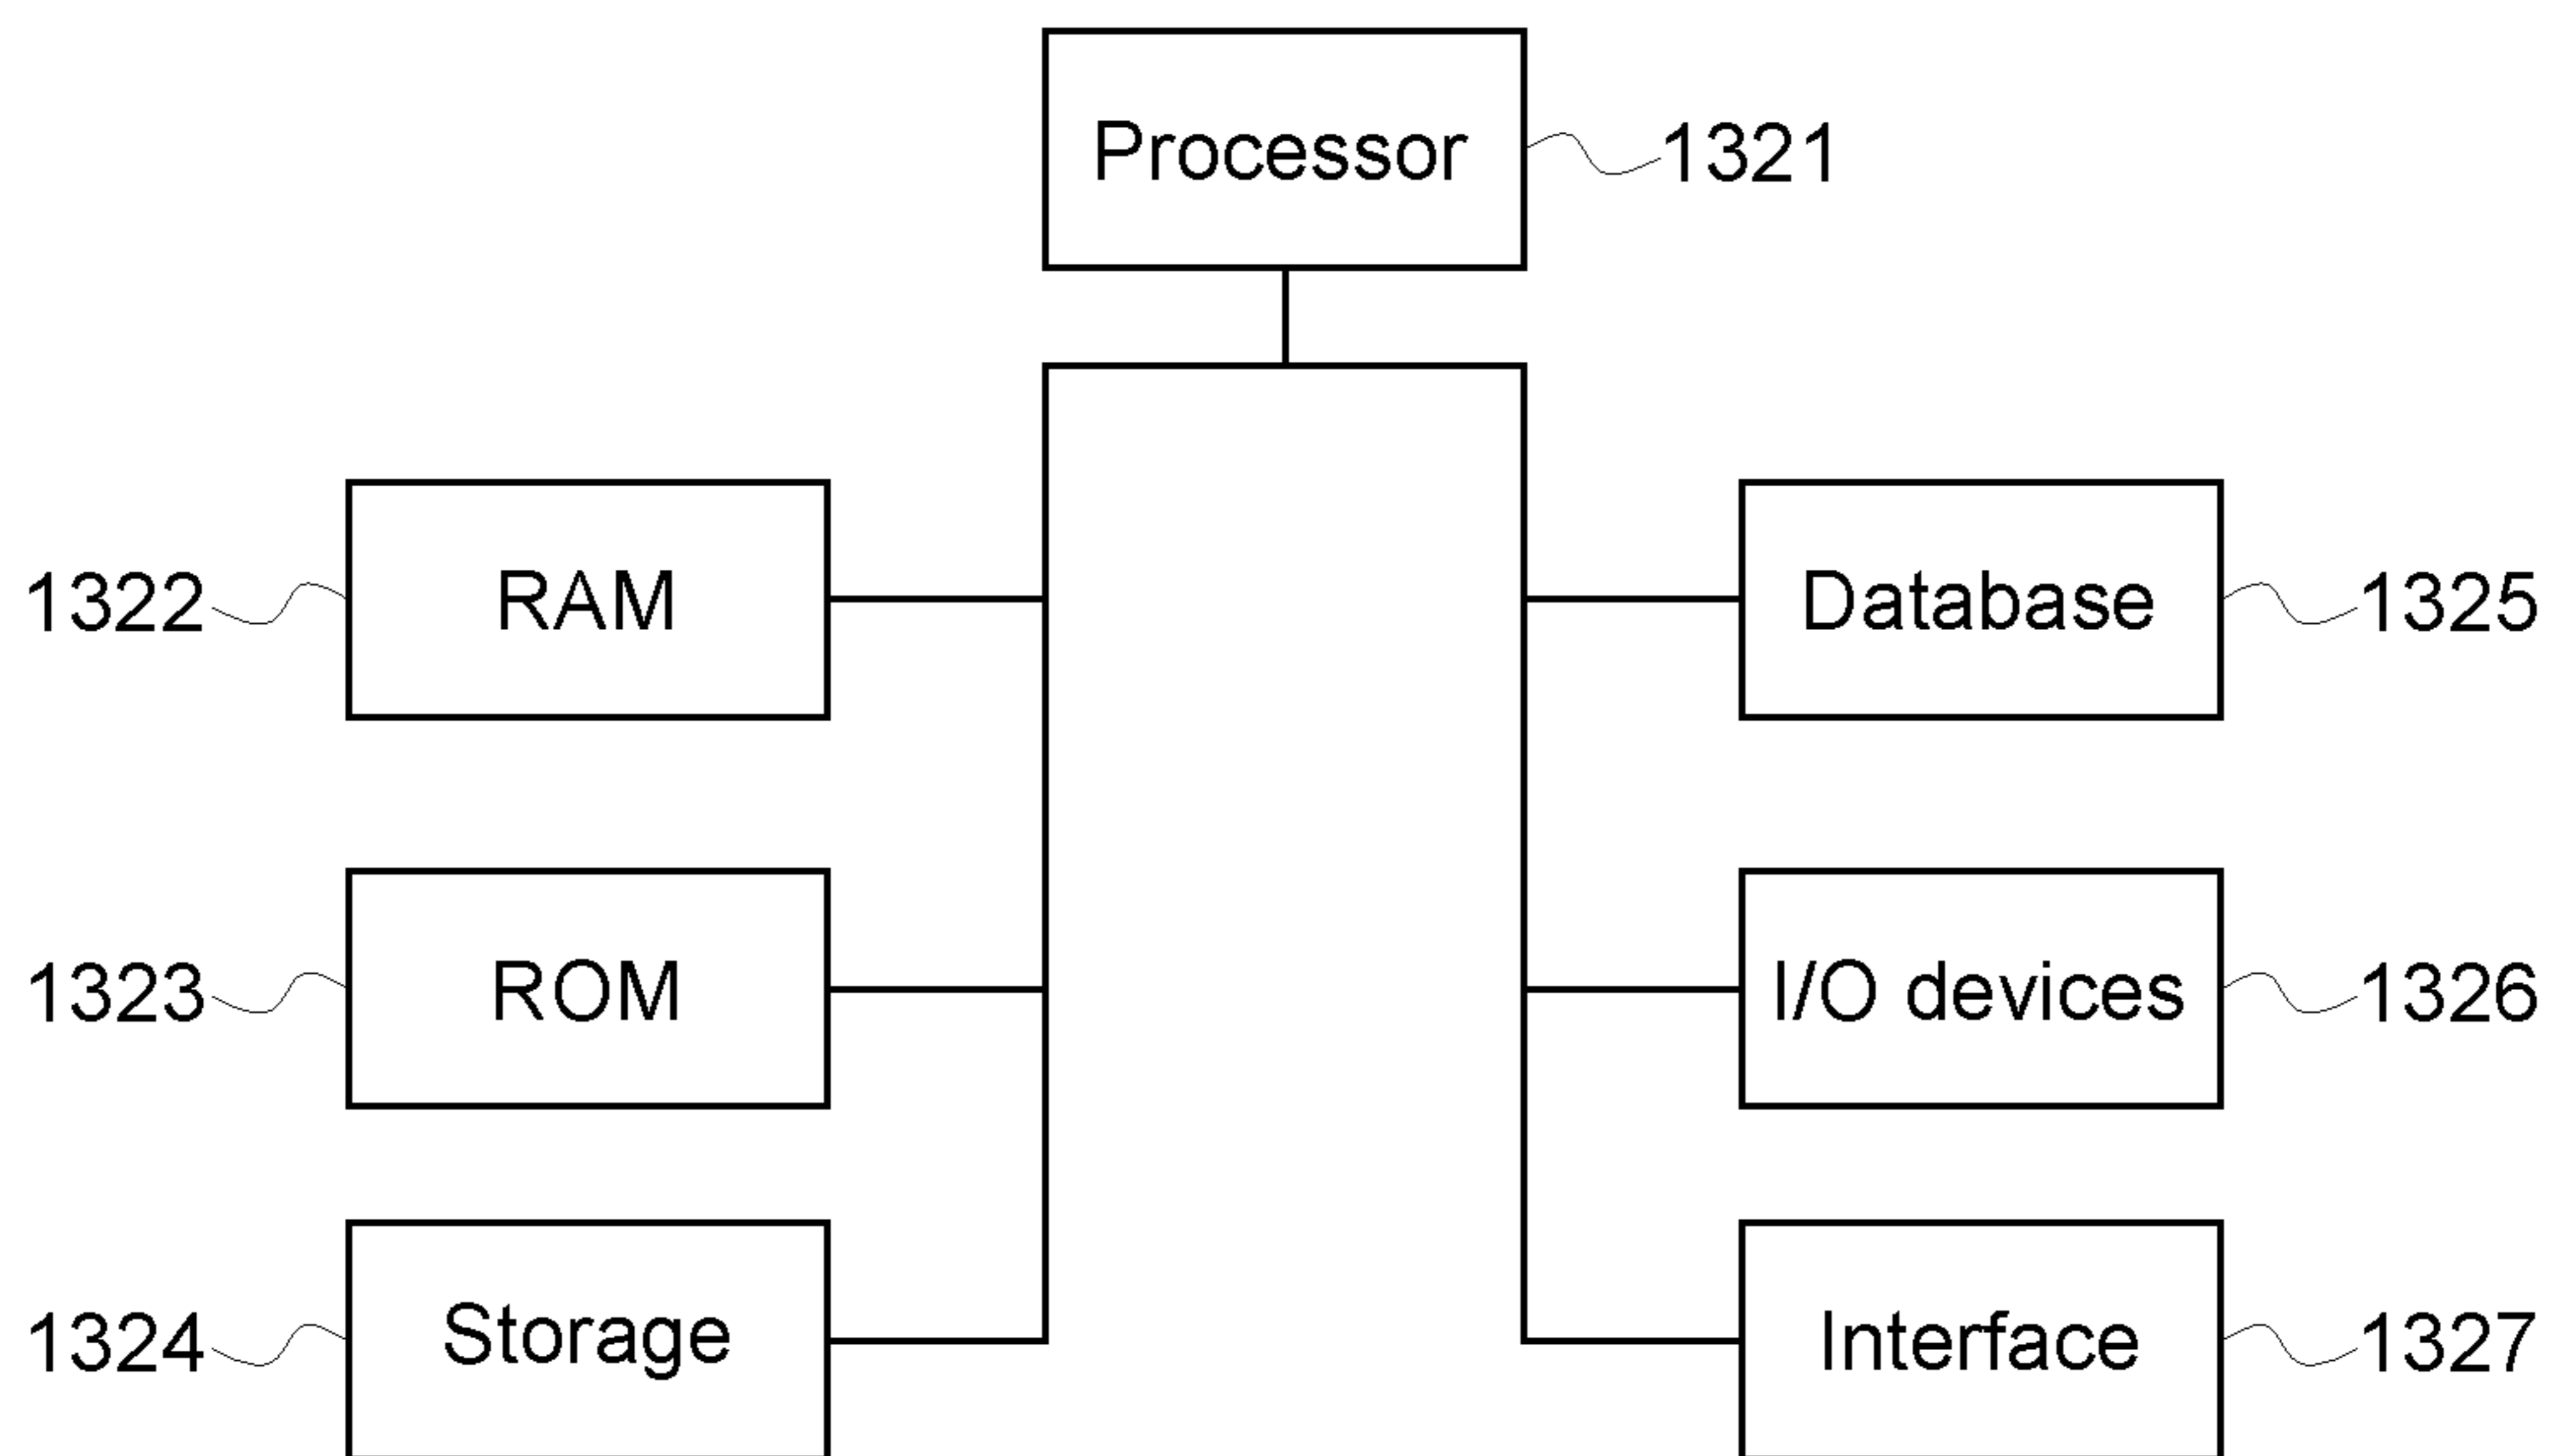 Processor 1321
1322 RAM
Database 1325
1323 ROM
I/O devices 1326
1324 Storage
Interface 1327